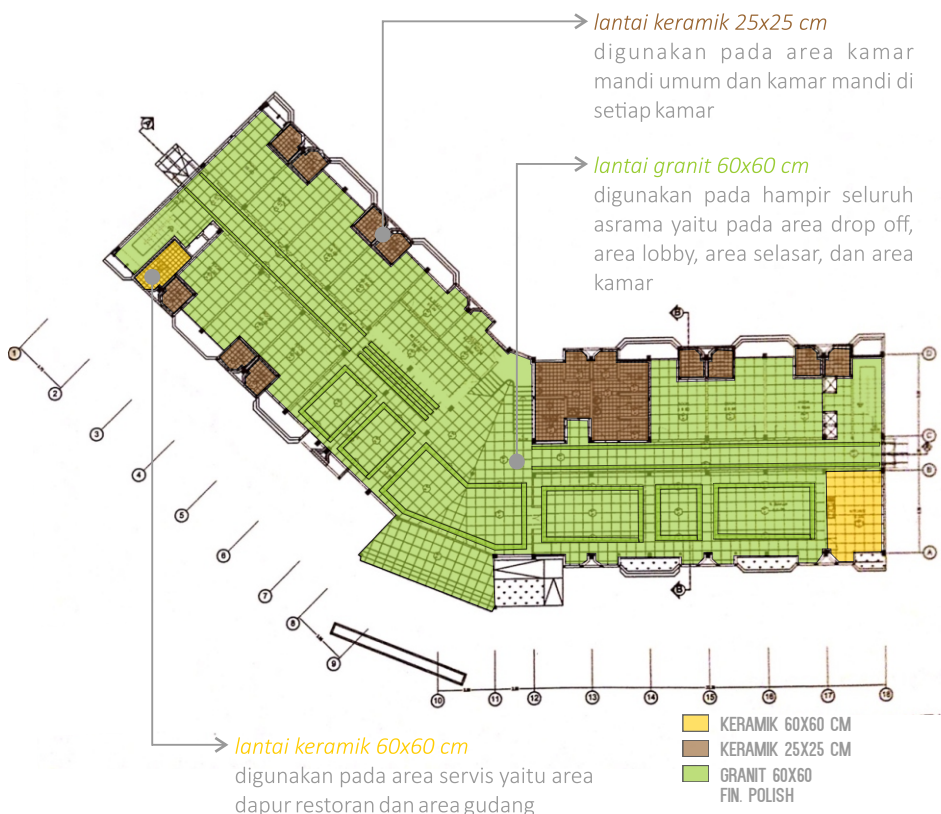 lantai keramik 25x25 cm
digunakan pada area kamar
mandi umum dan kamar mandi di
setiap kamar
lantai granit 60x60 cm
digunakan pada hampir seluruh
asrama yaitu pada area drop off,
area lobby, area selasar, dan area
kamar
B
D
C
B
A
1
2
3
4
5
6
7
8
9
B
10
11
12
13
14
15
16
17
18
lantai keramik 60x60 cm
digunakan pada area servis yaitu area
dapur restoran dan area gudang
KERAMIK 60X60 CM
KERAMIK 25X25 CM
GRANIT 60X60
FIN. POLISH